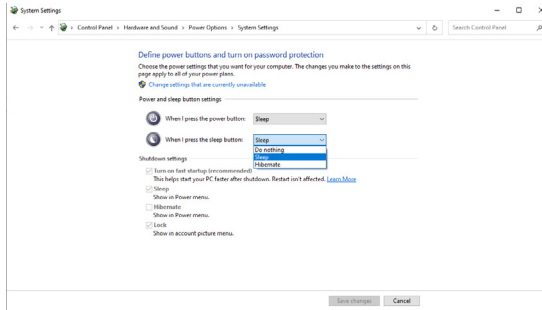 System Settings
Control Panel > Hardware and Sound > Power Options > System Settings
Search Control Panel
Define power buttons and turn on password protection
Choose the power settings that you want for your computer. The changes you make to the settings on this
page apply to all of your power plans.
Change settings that are currently unavailable
Power and sleep button settings
When I press the power button: Sleep
When I press the sleep button: Sleep
Do nothing
Sleep
Hibernate
Shutdown settings
Turn on fast startup (recommended)
This helps start your PC faster after shutdown. Restart isn't affected. Learn More
Sleep
Show in Power menu.
Hibernate
Show in Power menu.
Lock
Show in account picture menu.
Save changes Cancel